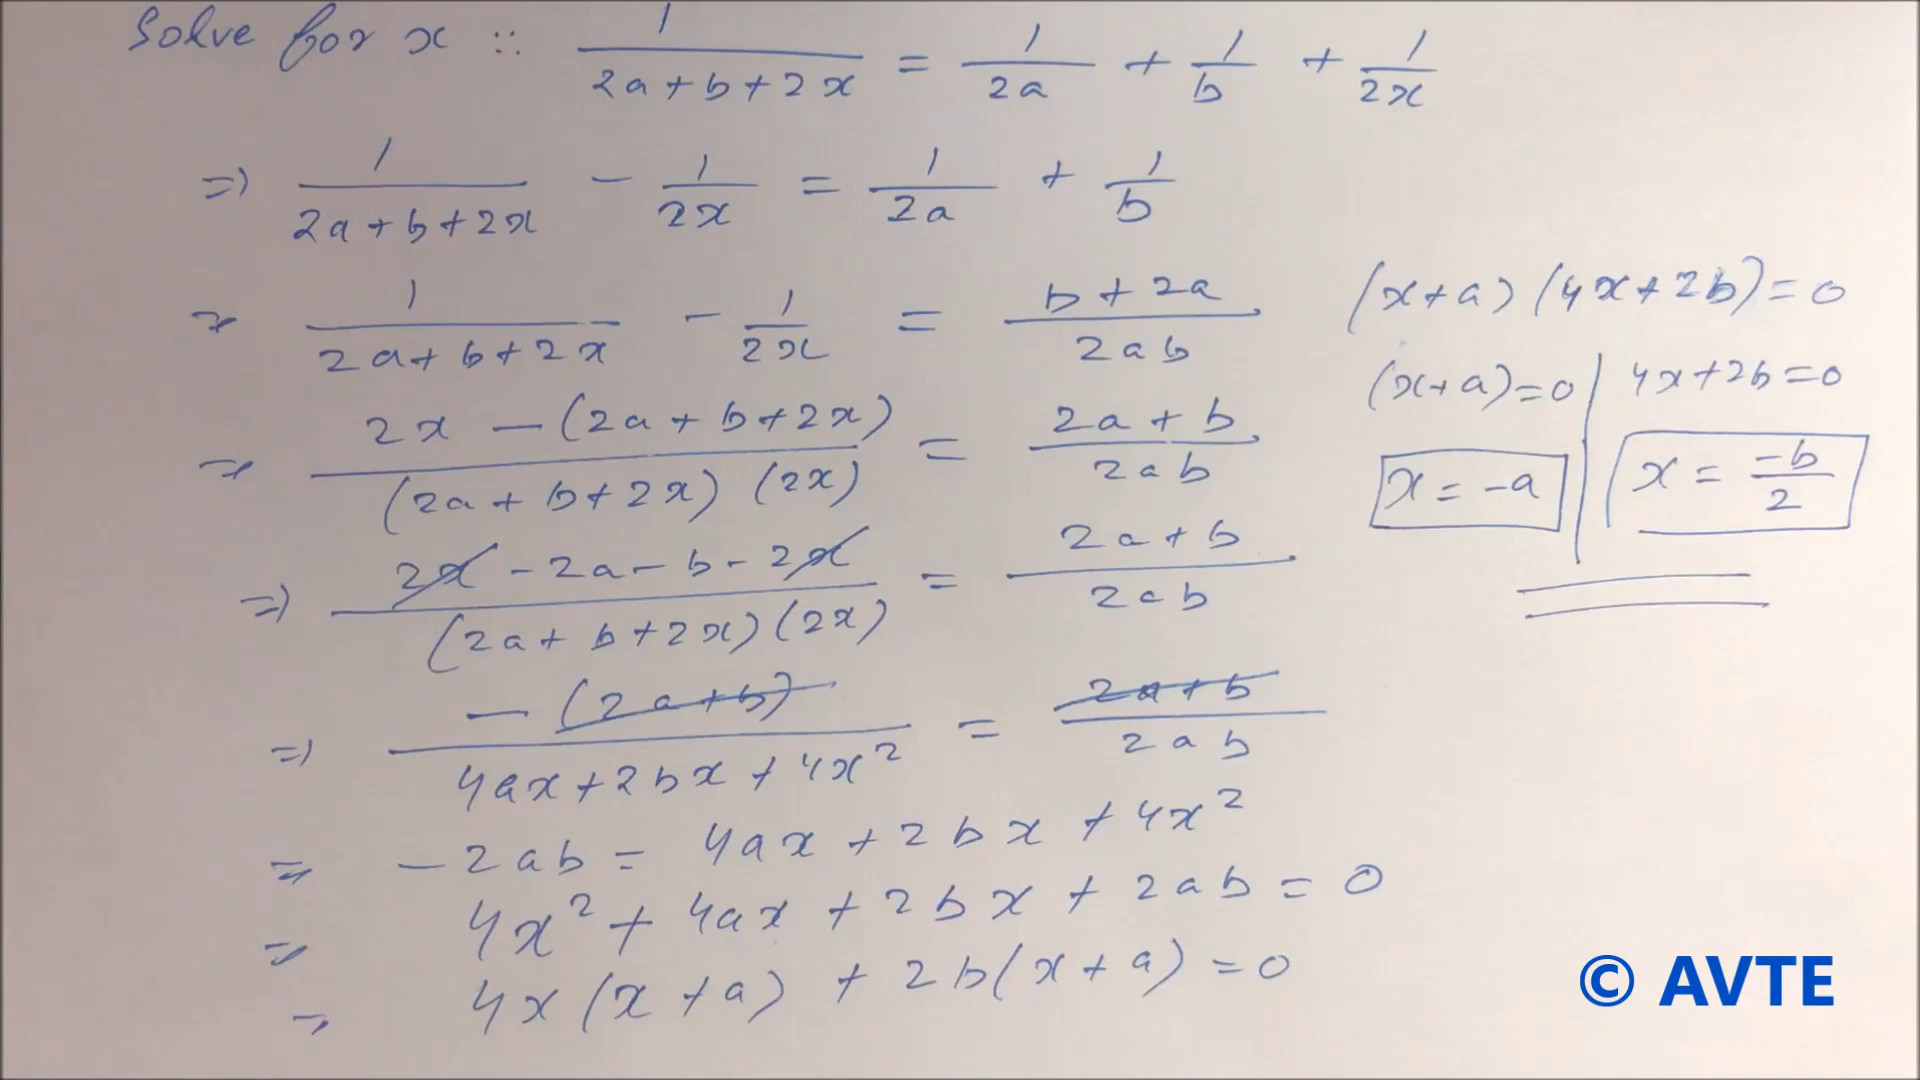 Solve for x :: 1/(2a+b+2x) = 1/2a + 1/b + 1/2x
=) 1/(2a+b+2x) - 1/2x = 1/2a + 1/b
=> 1/(2a+b+2x) - 1/2x = (b+2a)/2ab
=> (2x - (2a+b+2x))/((2a+b+2x)(2x)) = (2a+b)/2ab
=) (2x - 2a - b - 2x)/((2a+b+2x)(2x)) = (2a+b)/2ab
=) -(2a+b)/(4ax+2bx+4x²) = (2a+b)/2ab
=> -2ab = 4ax + 2bx + 4x²
=> 4x² + 4ax + 2bx + 2ab = 0
=> 4x(x+a) + 2b(x+a) = 0
(x+a)(4x+2b)=0
(x+a)=0 | 4x+2b=0
x = -a | x = -b/2
© AVTE